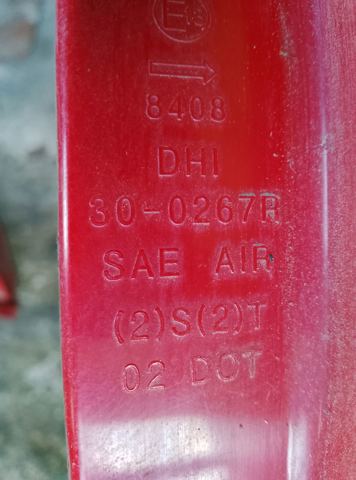 E
8408
DHI
30-0267R
SAE AIR
(2)S(2)T
02 DOT